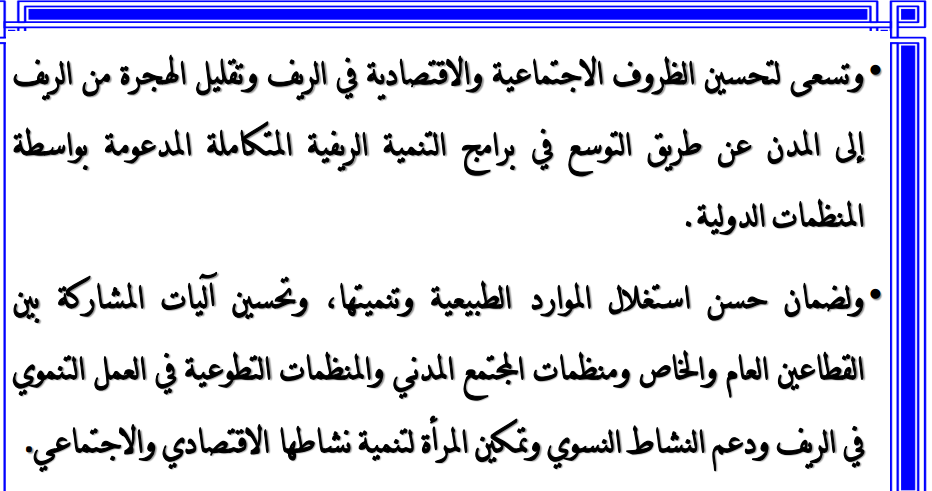 • وتسعى لتحسين الظروف الاجتماعية والاقتصادية في الريف وتقليل الهجرة من الريف
إلى المدن عن طريق التوسع في برامج التنمية الريفية المتكاملة المدعومة بواسطة
المنظمات الدولية.
• ولضمان حسن استغلال الموارد الطبيعية وتنميتها، وتحسين آليات المشاركة بين
القطاعين العام والخاص ومنظمات المجتمع المدني والمنظمات التطوعية في العمل التنموي
في الريف ودعم النشاط النسوي وتمكين المرأة لتنمية نشاطها الاقتصادي والاجتماعي.